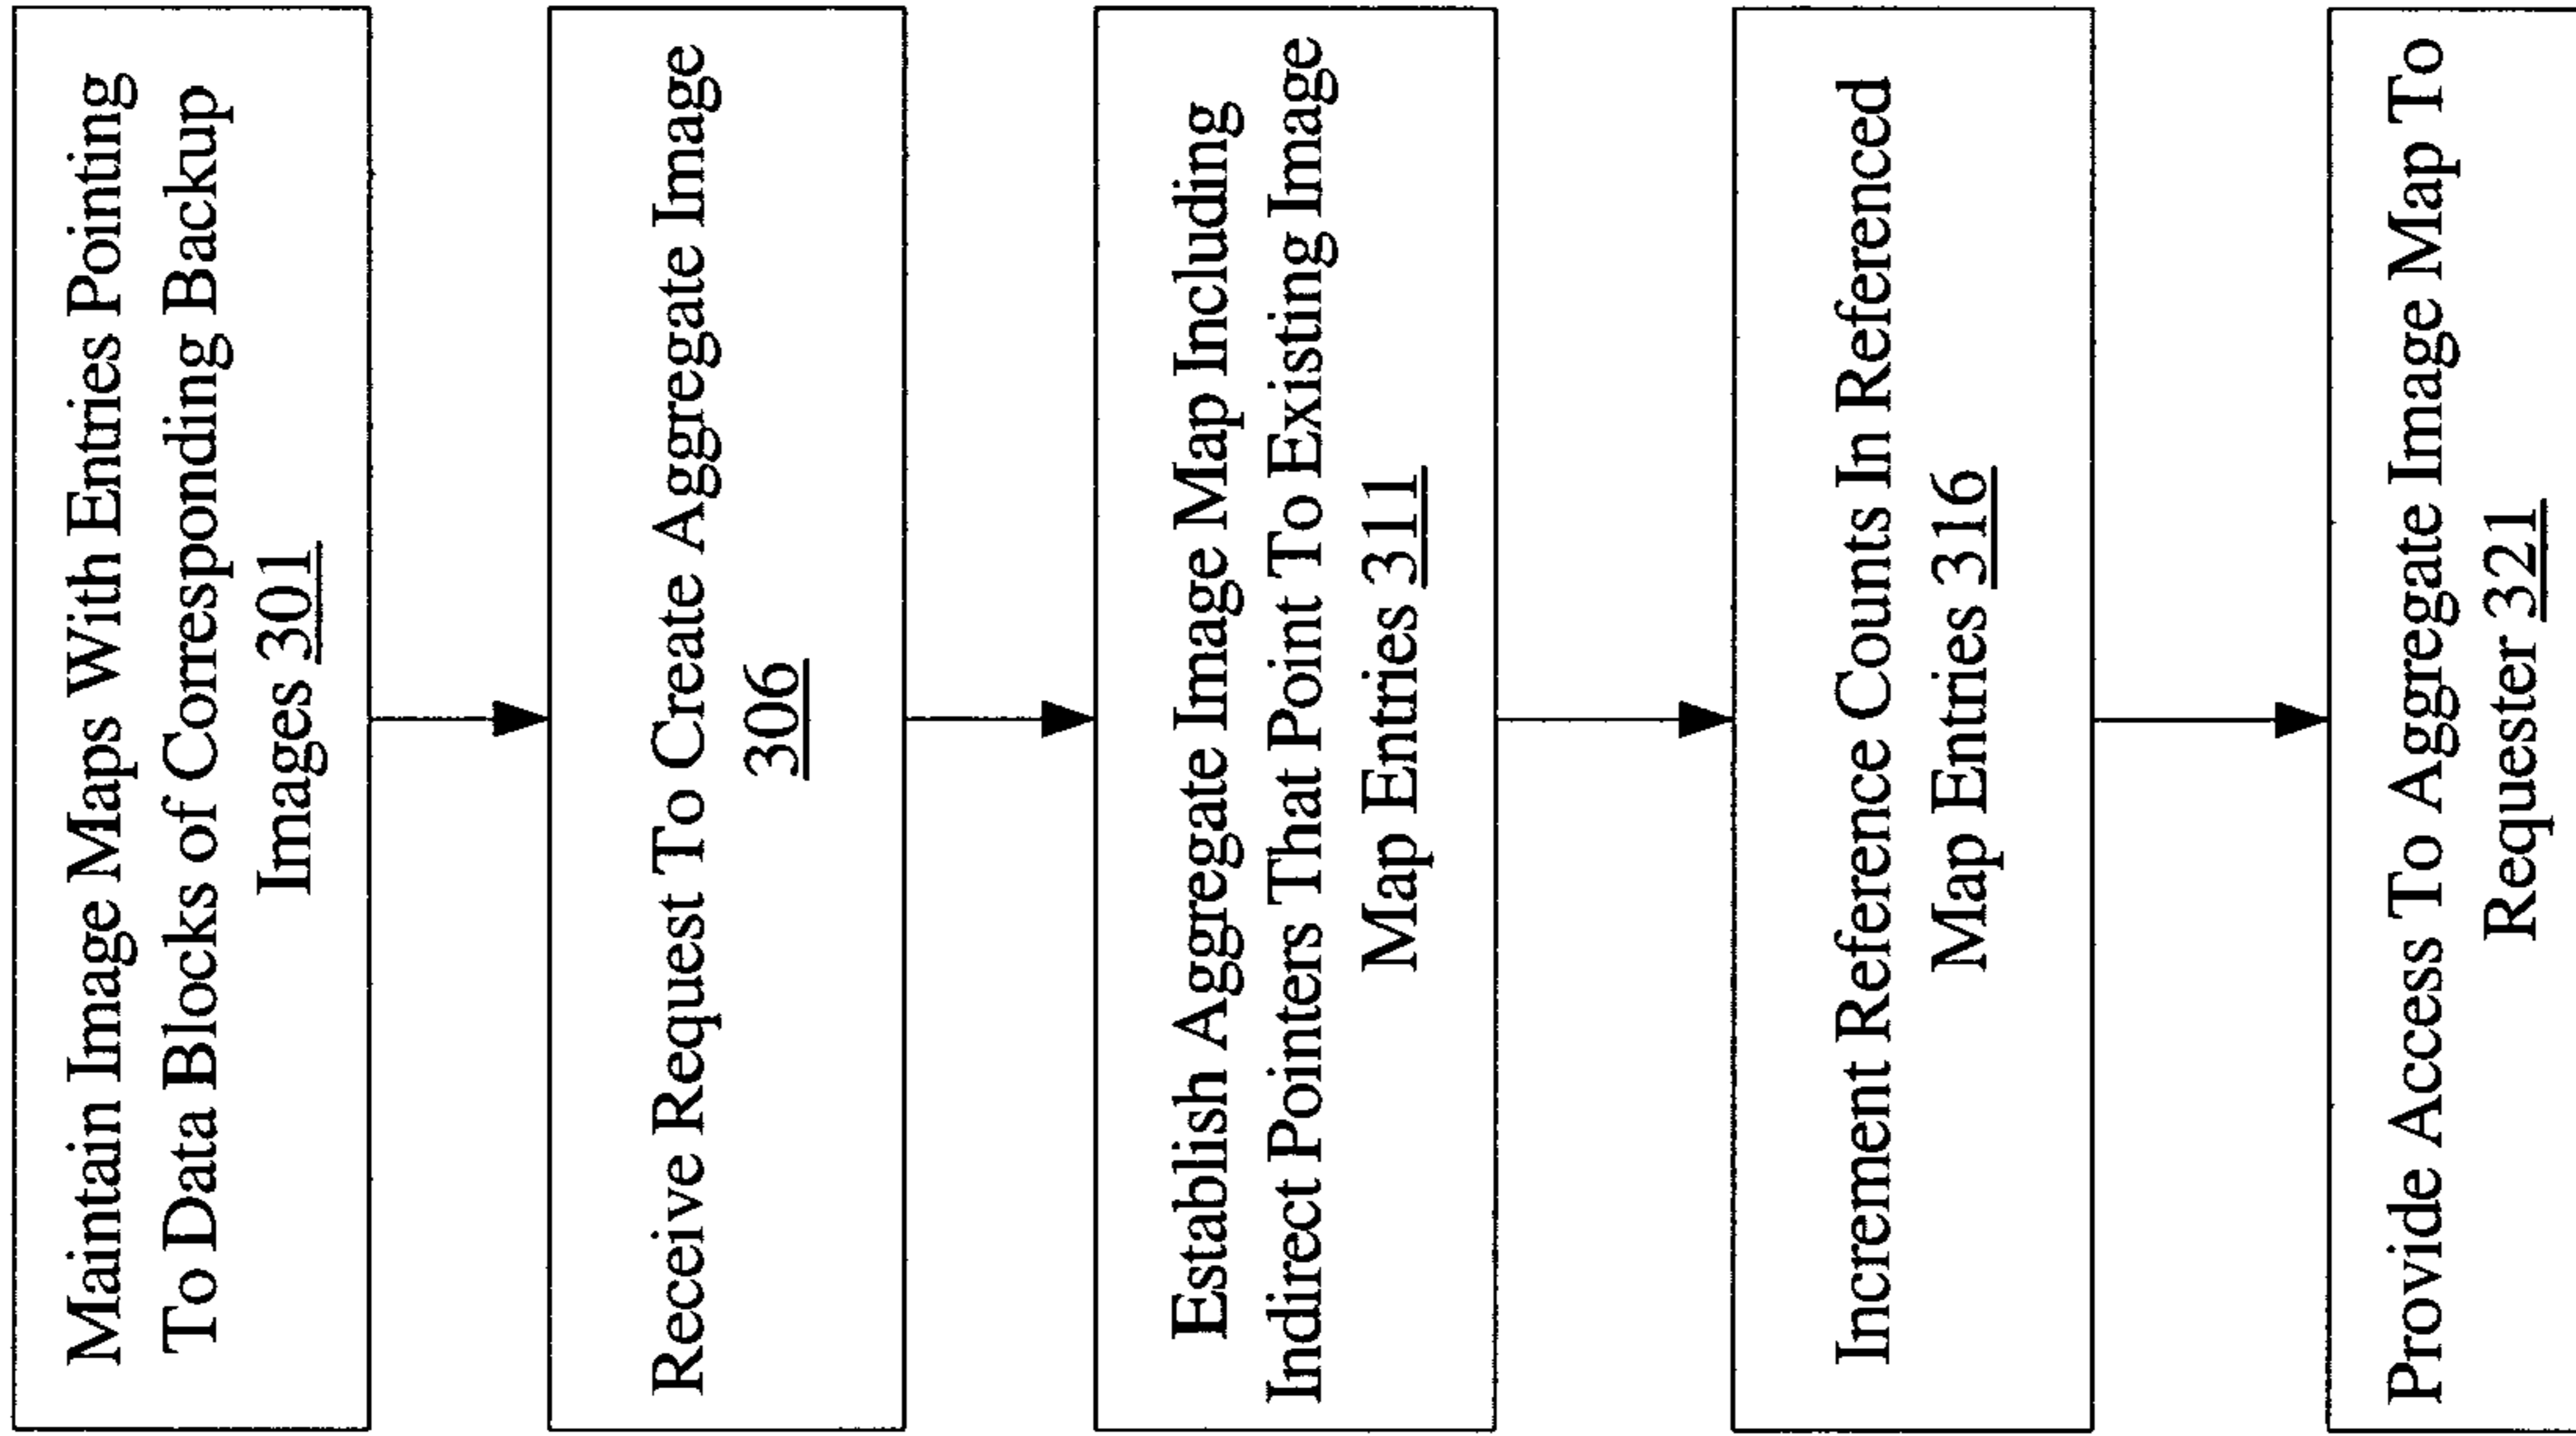 Maintain Image Maps With Entries Pointing
To Data Blocks of Corresponding Backup
Images 301
Receive Request To Create Aggregate Image
306
Establish Aggregate Image Map Including
Indirect Pointers That Point To Existing Image
Map Entries 311
Increment Reference Counts In Referenced
Map Entries 316
Provide Access To Aggregate Image Map To
Requester 321